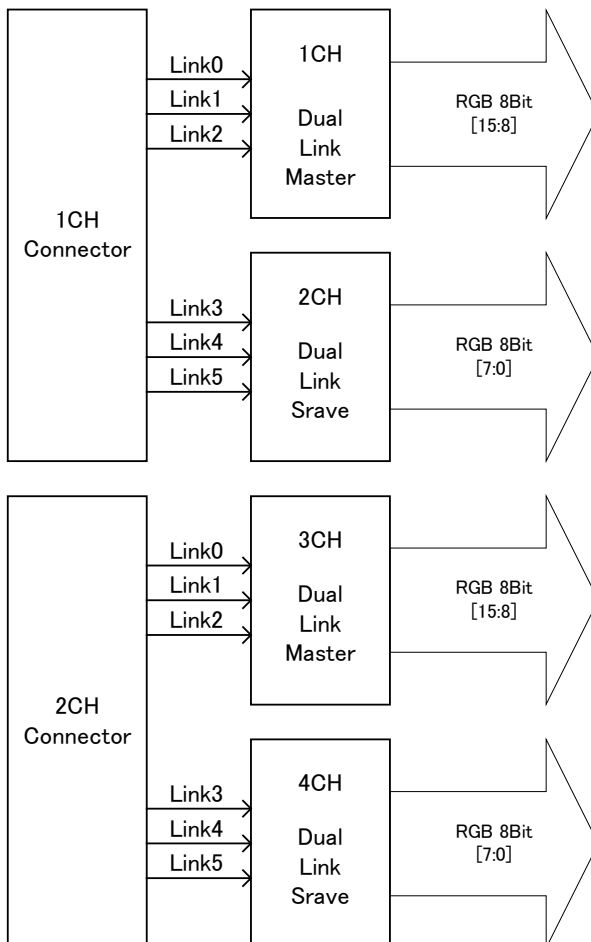 1CH
Connector
Link0
Link1
Link2
1CH
Dual
Link
Master
RGB 8Bit
[15:8]
Link3
Link4
Link5
2CH
Dual
Link
Srave
RGB 8Bit
[7:0]
2CH
Connector
Link0
Link1
Link2
3CH
Dual
Link
Master
RGB 8Bit
[15:8]
Link3
Link4
Link5
4CH
Dual
Link
Srave
RGB 8Bit
[7:0]